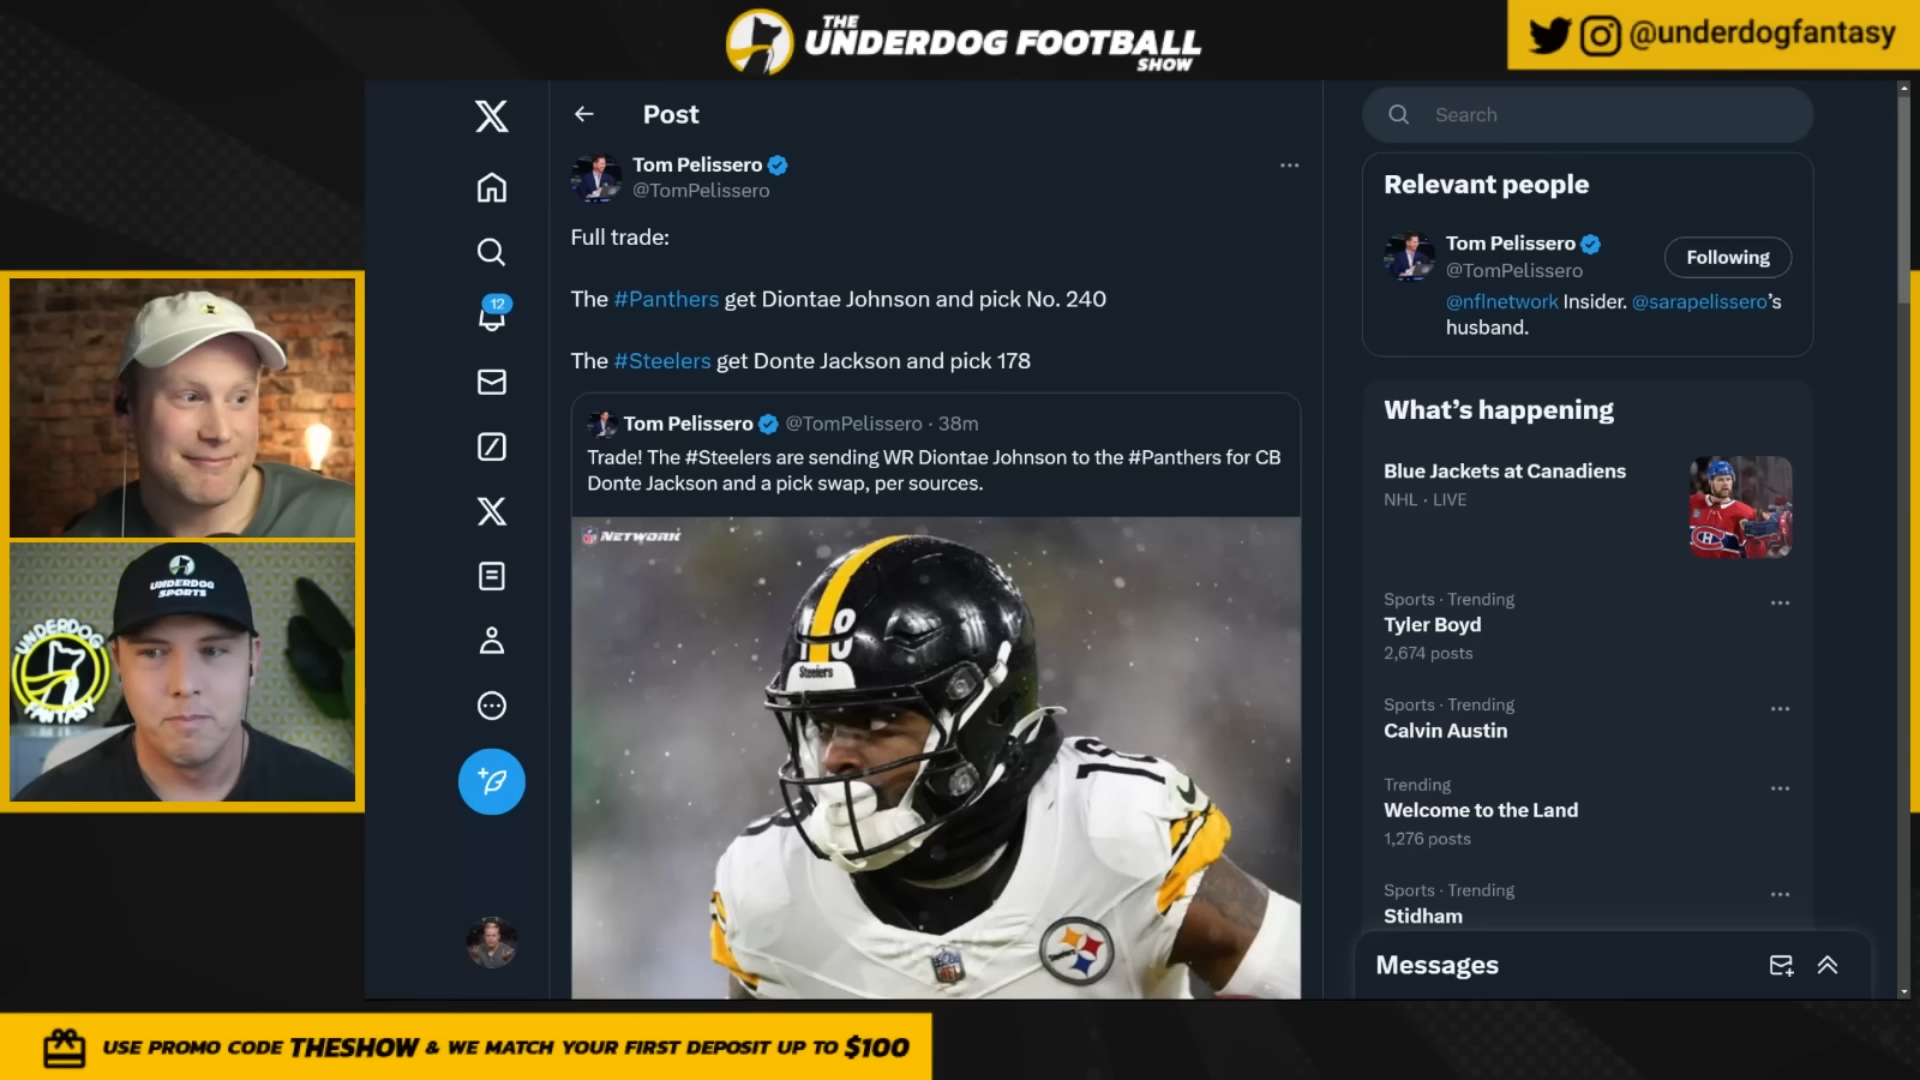 THE
UNDERDOG FOOTBALL
SHOW
@underdogfantasy
Post
Tom Pelissero
@TomPelissero
Full trade:
The #Panthers get Diontae Johnson and pick No. 240
The #Steelers get Donte Jackson and pick 178
Tom Pelissero @TomPelissero · 38m
Trade! The #Steelers are sending WR Diontae Johnson to the #Panthers for CB
Donte Jackson and a pick swap, per sources.
NFL NETWORK
18
Steelers
18
NFL
12
Search
Relevant people
Tom Pelissero
@TomPelissero
Following
@nflnetwork Insider. @sarapelissero's
husband.
What's happening
Blue Jackets at Canadiens
NHL · LIVE
Sports · Trending
Tyler Boyd
2,674 posts
Sports · Trending
Calvin Austin
Trending
Welcome to the Land
1,276 posts
Sports · Trending
Stidham
Messages
UNDERDOG
SPORTS
UNDERDOG
FANTASY
USE PROMO CODE THESHOW & WE MATCH YOUR FIRST DEPOSIT UP TO $100